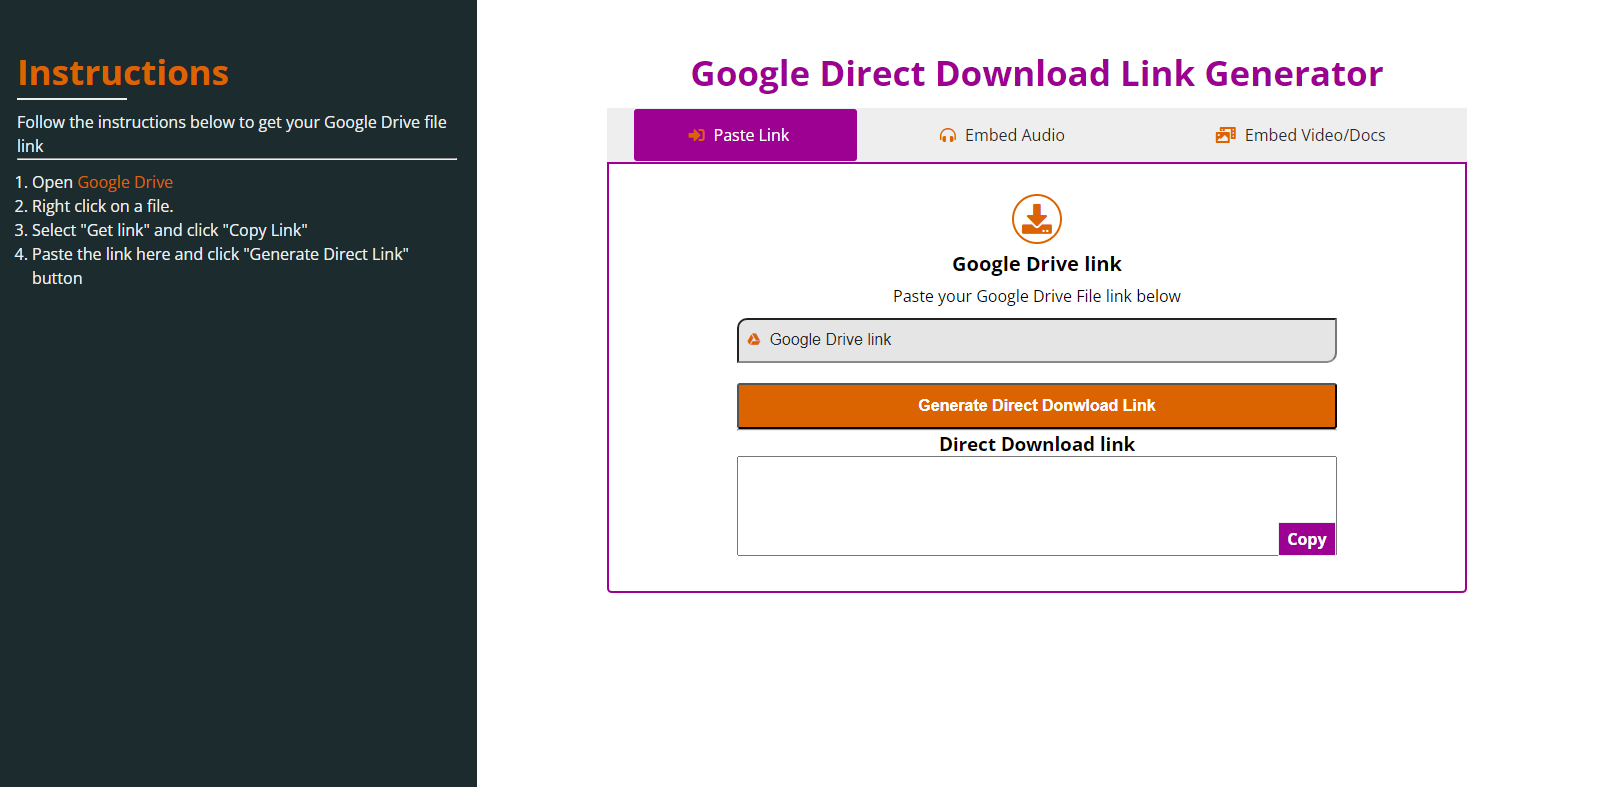 Instructions
Follow the instructions below to get your Google Drive file
link
1. Open Google Drive
2. Right click on a file.
3. Select "Get link" and click "Copy Link"
4. Paste the link here and click "Generate Direct Link"
button
Google Direct Download Link Generator
Paste Link
Embed Audio
Embed Video/Docs
Google Drive link
Paste your Google Drive File link below
Google Drive link
Generate Direct Donwload Link
Direct Download link
Copy